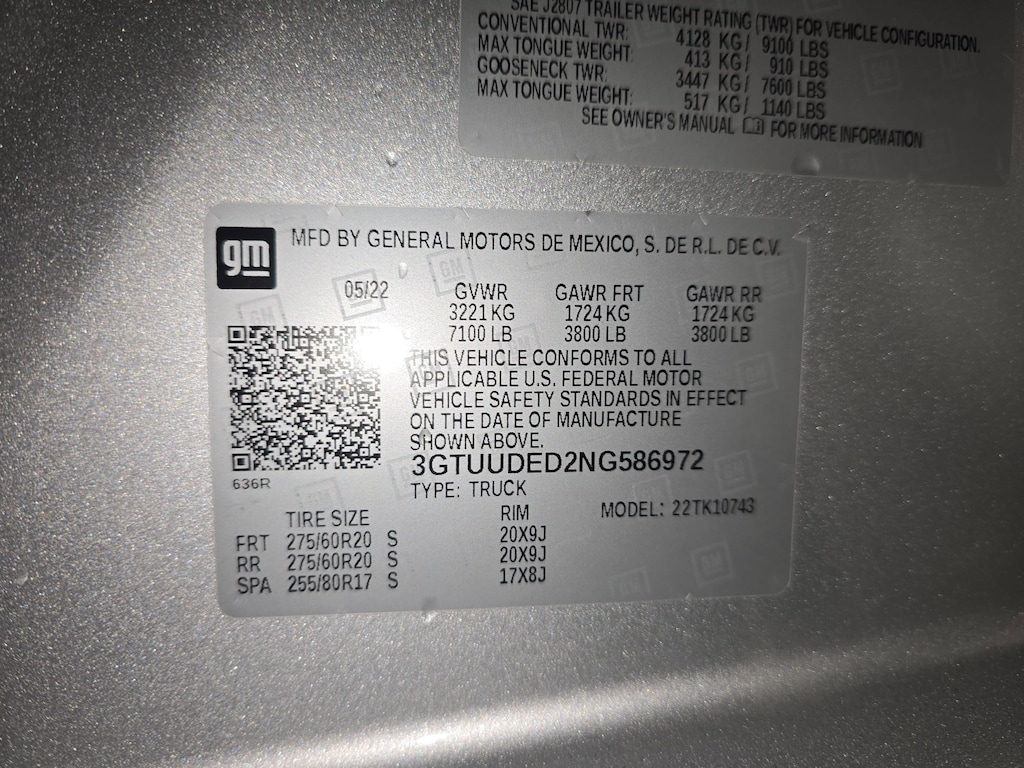 SAE J2807 TRAILER WEIGHT RATING (TWR) FOR VEHICLE CONFIGURATION.
CONVENTIONAL TWR: 4128 KG/ 9100 LBS
MAX TONGUE WEIGHT: 413 KG/ 910 LBS
GOOSENECK TWR: 3447 KG/ 7600 LBS
MAX TONGUE WEIGHT: 517 KG/ 1140 LBS
SEE OWNER'S MANUAL FOR MORE INFORMATION
gm MFD BY GENERAL MOTORS DE MEXICO, S. DE R.L. DE C.V.
05/22 GVWR GAWR FRT GAWR RR
3221 KG 1724 KG 1724 KG
7100 LB 3800 LB 3800 LB
THIS VEHICLE CONFORMS TO ALL
APPLICABLE U.S. FEDERAL MOTOR
VEHICLE SAFETY STANDARDS IN EFFECT
ON THE DATE OF MANUFACTURE
SHOWN ABOVE.
3GTUUDED2NG586972
636R
TYPE: TRUCK
TIRE SIZE RIM MODEL: 22TK10743
FRT 275/60R20 S 20X9J
RR 275/60R20 S 20X9J
SPA 255/80R17 S 17X8J